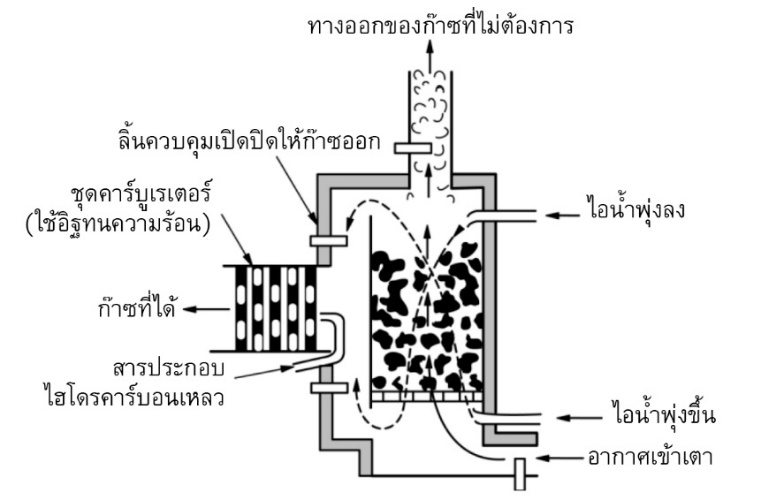 ทางออกของก๊าซที่ไม่ต้องการ
ลิ้นควบคุมเปิดปิดให้ก๊าซออก
ชุดคาร์บูเรเตอร์
(ใช้อิฐทนความร้อน)
ไอน้ำพุ่งลง
ก๊าซที่ได้
สารประกอบ
ไฮโดรคาร์บอนเหลว
ไอน้ำพุ่งขึ้น
อากาศเข้าเตา